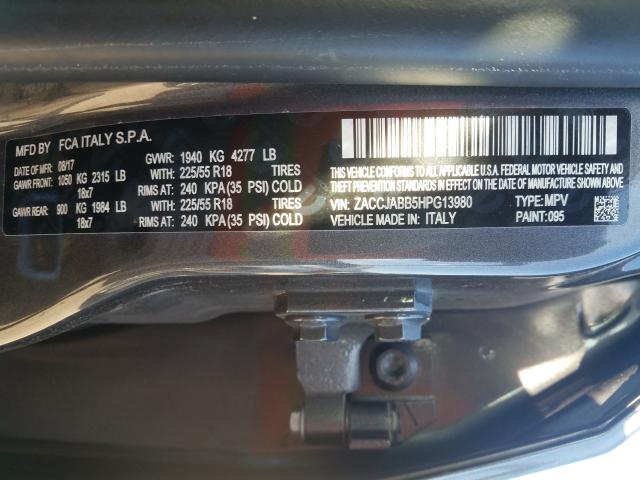 MFD BY FCA ITALY S.P.A.
DATE OF MFR: 08/17 GVWR: 1940 KG 4277 LB
GAWR FRONT: 1050 KG 2315 LB WITH 225/55 R18 TIRES
18x7 RIMS AT: 240 KPA(35 PSI) COLD
GAWR REAR: 900 KG 1984 LB WITH 225/55 R18 TIRES
18x7 RIMS AT: 240 KPA(35 PSI) COLD
THIS VEHICLE CONFORMS TO ALL APPLICABLE U.S.FEDERAL MOTOR VEHICLE SAFETY AND
THEFT PREVENTION STANDARDS IN EFFECT ON THE DATE OF MANUFACTURE SHOWN ABOVE.
VIN: ZACCJABB5HPG13980 TYPE: MPV
VEHICLE MADE IN: ITALY PAINT: 095